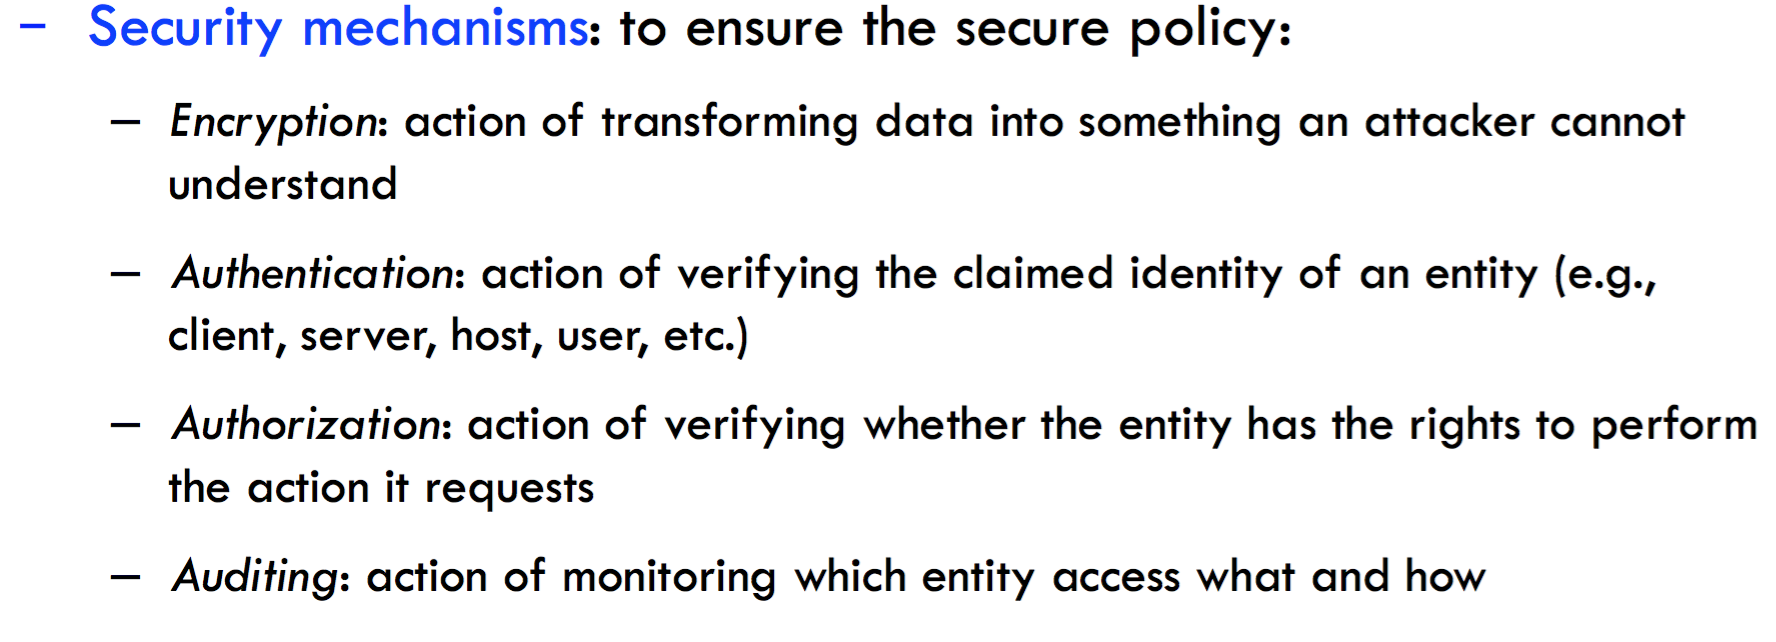 – Security mechanisms: to ensure the secure policy:
– Encryption: action of transforming data into something an attacker cannot
understand
– Authentication: action of verifying the claimed identity of an entity (e.g.,
client, server, host, user, etc.)
– Authorization: action of verifying whether the entity has the rights to perform
the action it requests
– Auditing: action of monitoring which entity access what and how